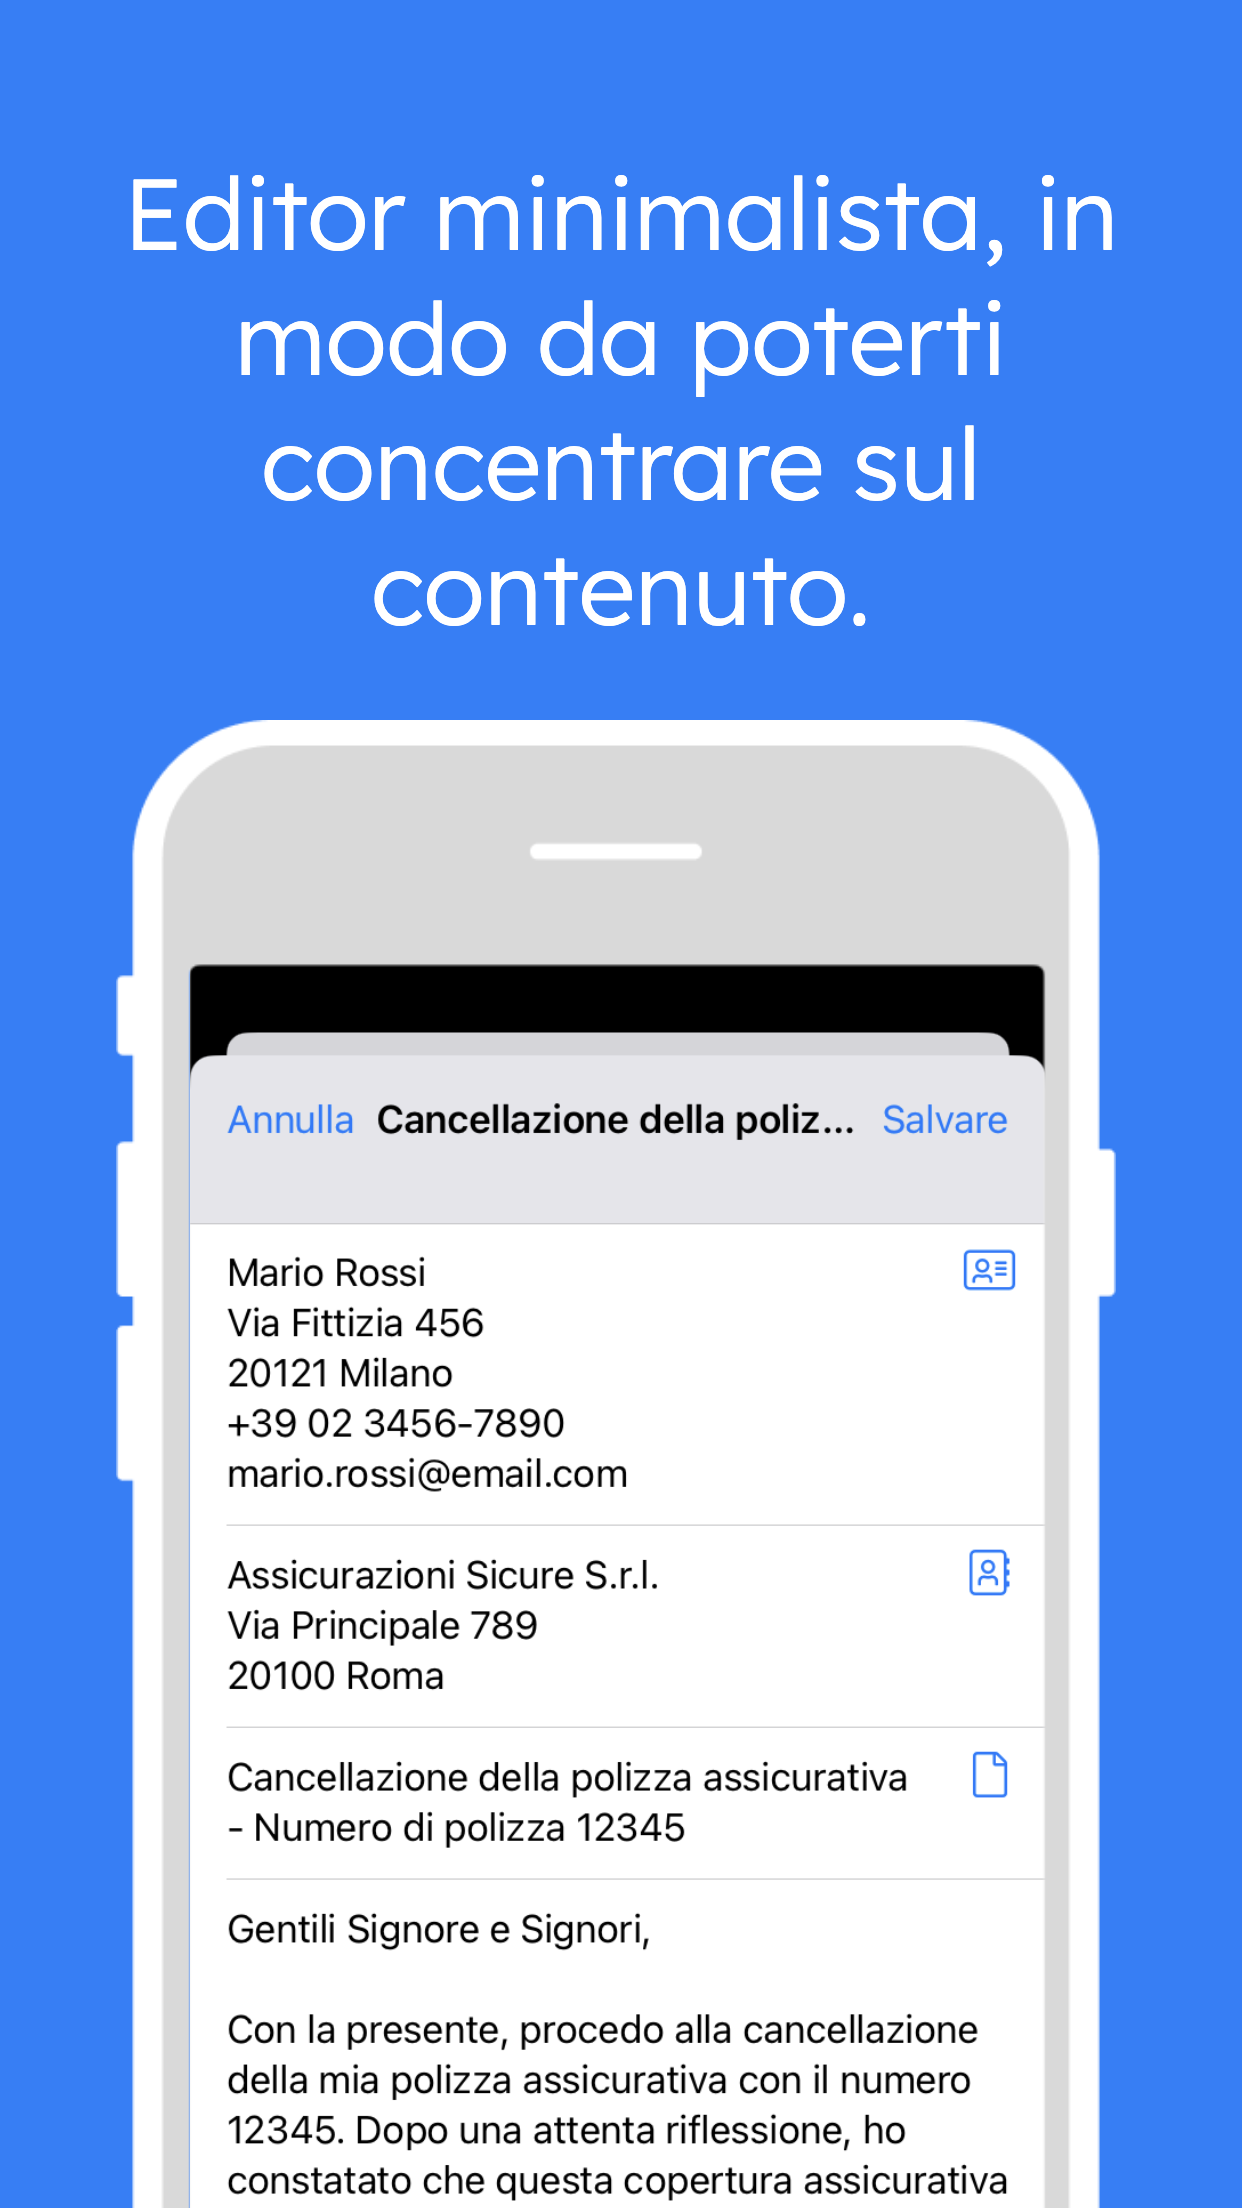 Editor minimalista, in
modo da poterti
concentrare sul
contenuto.
Annulla Cancellazione della poliz... Salvare
Mario Rossi
Via Fittizia 456
20121 Milano
+39 02 3456-7890
mario.rossi@email.com
Assicurazioni Sicure S.r.l.
Via Principale 789
20100 Roma
Cancellazione della polizza assicurativa
- Numero di polizza 12345
Gentili Signore e Signori,
Con la presente, procedo alla cancellazione
della mia polizza assicurativa con il numero
12345. Dopo una attenta riflessione, ho
constatato che questa copertura assicurativa